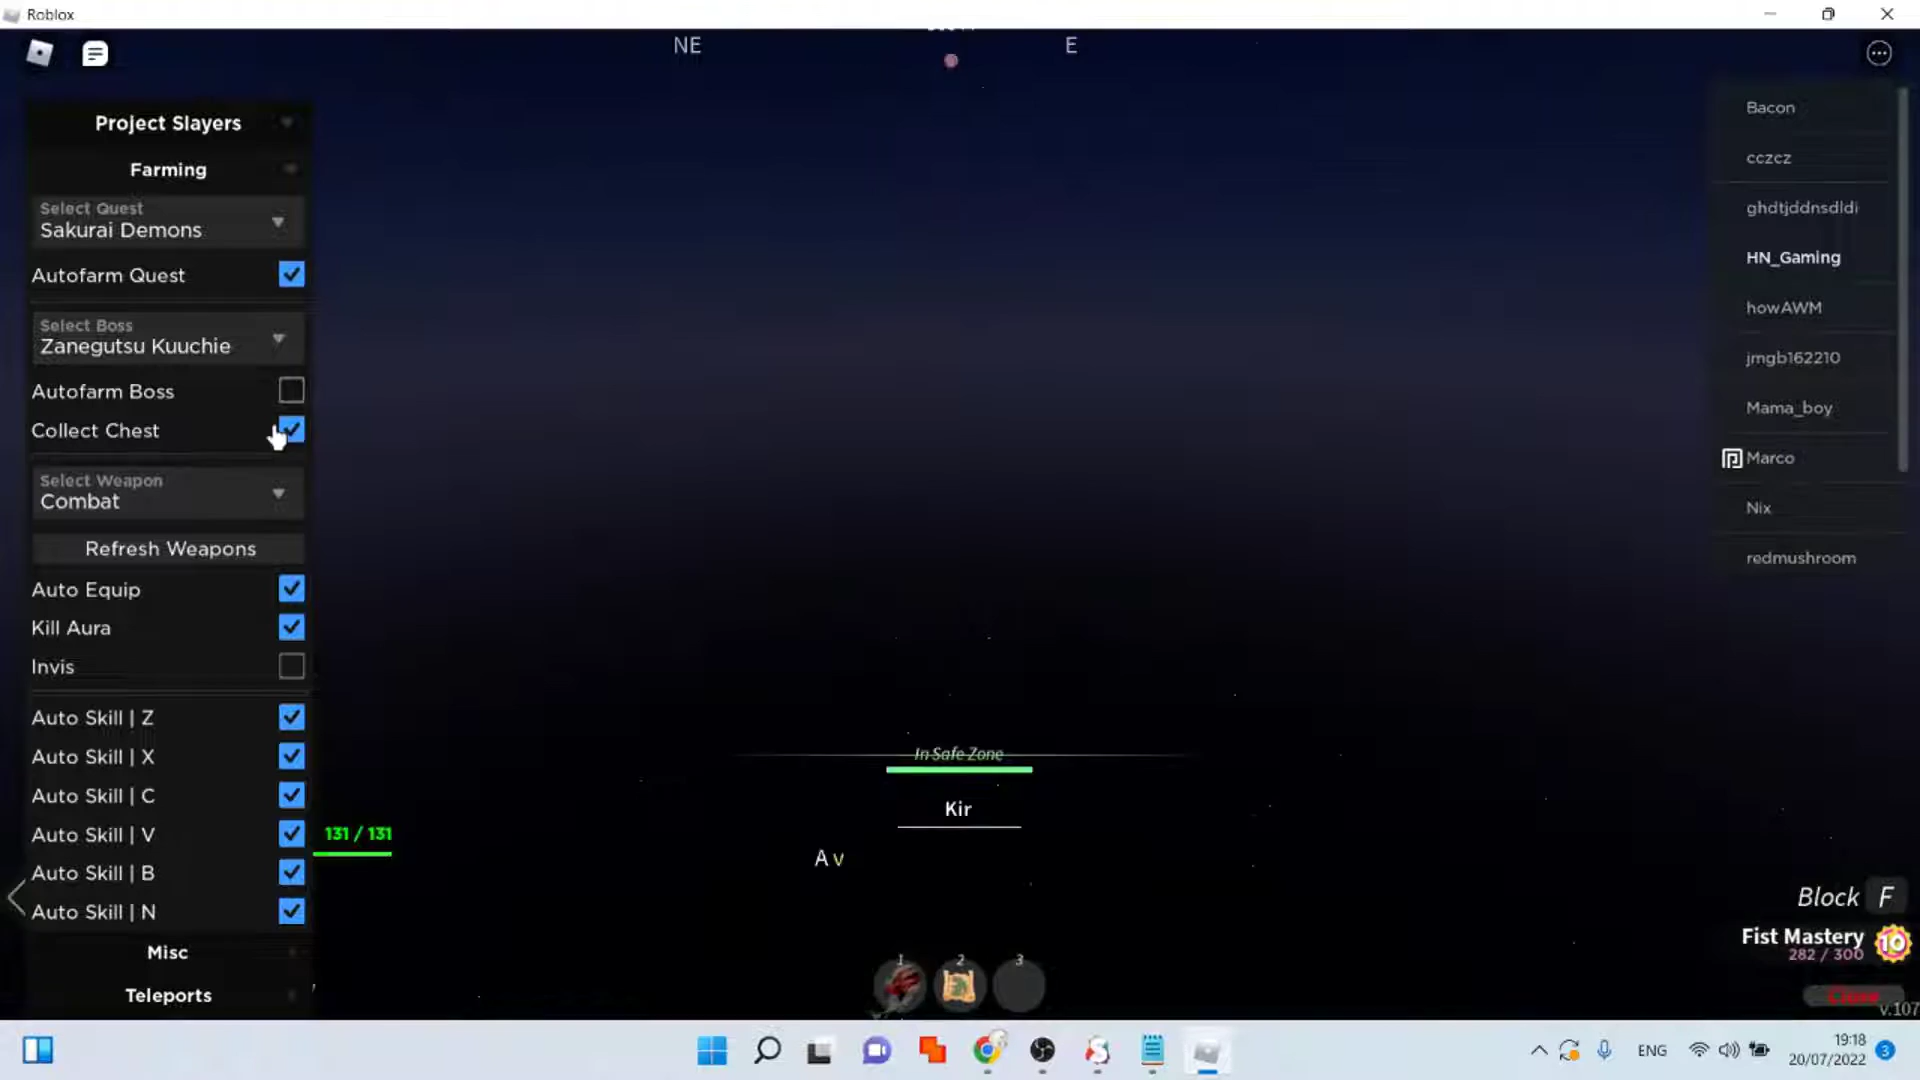 Roblox
NE
E
Project Slayers
Farming
Select Quest
Sakurai Demons
Autofarm Quest
Select Boss
Zanegutsu Kuuchie
Autofarm Boss
Collect Chest
Select Weapon
Combat
Refresh Weapons
Auto Equip
Kill Aura
Invis
Auto Skill | Z
Auto Skill | X
Auto Skill | C
Auto Skill | V
Auto Skill | B
Auto Skill | N
Misc
Teleports
131 / 131
In Safe Zone
Kir
A v
1 2 3
Bacon
cczcz
ghdtjddnsdldi
HN_Gaming
howAWM
jmgb162210
Mama_boy
Marco
Nix
redmushroom
Block F
Fist Mastery
282 / 300
10
Close
v.107
ENG
19:18
20/07/2022
3